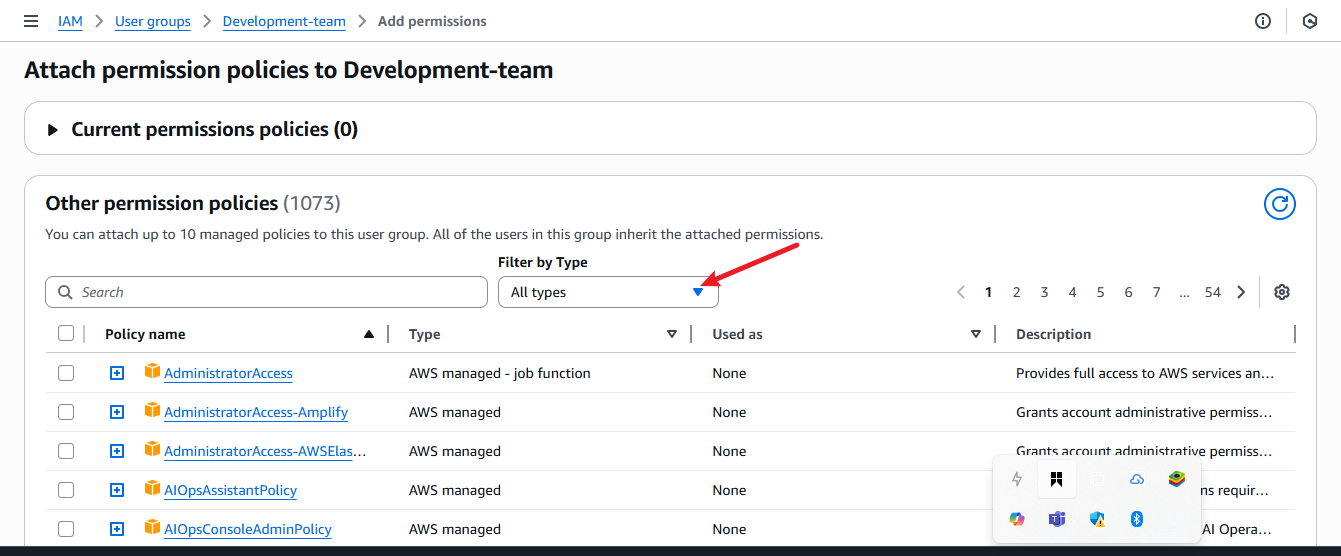 IAM > User groups > Development-team > Add permissions
Attach permission policies to Development-team
Current permissions policies (0)
Other permission policies (1073)
You can attach up to 10 managed policies to this user group. All of the users in this group inherit the attached permissions.
Filter by Type
Search
All types
1 2 3 4 5 6 7 ... 54
Policy name Type Used as Description
AdministratorAccess AWS managed - job function None Provides full access to AWS services an...
AdministratorAccess-Amplify AWS managed None Grants account administrative permiss...
AdministratorAccess-AWSElas... AWS managed None Grants account administrative permiss...
AIOpsAssistantPolicy AWS managed None requir...
AIOpsConsoleAdminPolicy AWS managed None AI Opera...